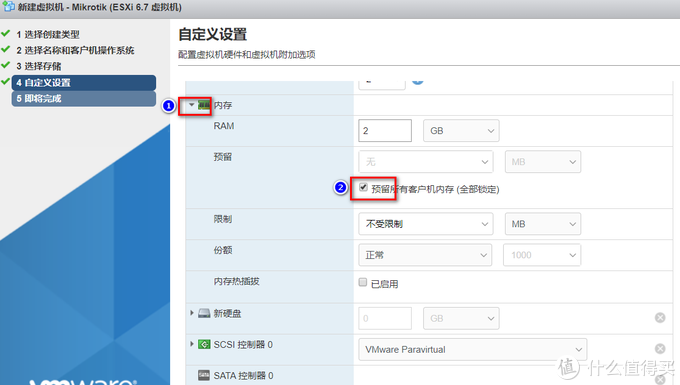 新建虚拟机 - Mikrotik (ESXi 6.7 虚拟机)
1 选择创建类型
2 选择名称和客户机操作系统
3 选择存储
4 自定义设置
5 即将完成
自定义设置
配置虚拟机硬件和虚拟机附加选项
1
内存
RAM
2
GB
预留
无
MB
2
预留所有客户机内存 (全部锁定)
限制
不受限制
MB
份额
正常
1000
内存热插拔
已启用
新硬盘
0
GB
SCSI 控制器 0
VMware Paravirtual
SATA 控制器 0
vmware
值 什么值得买